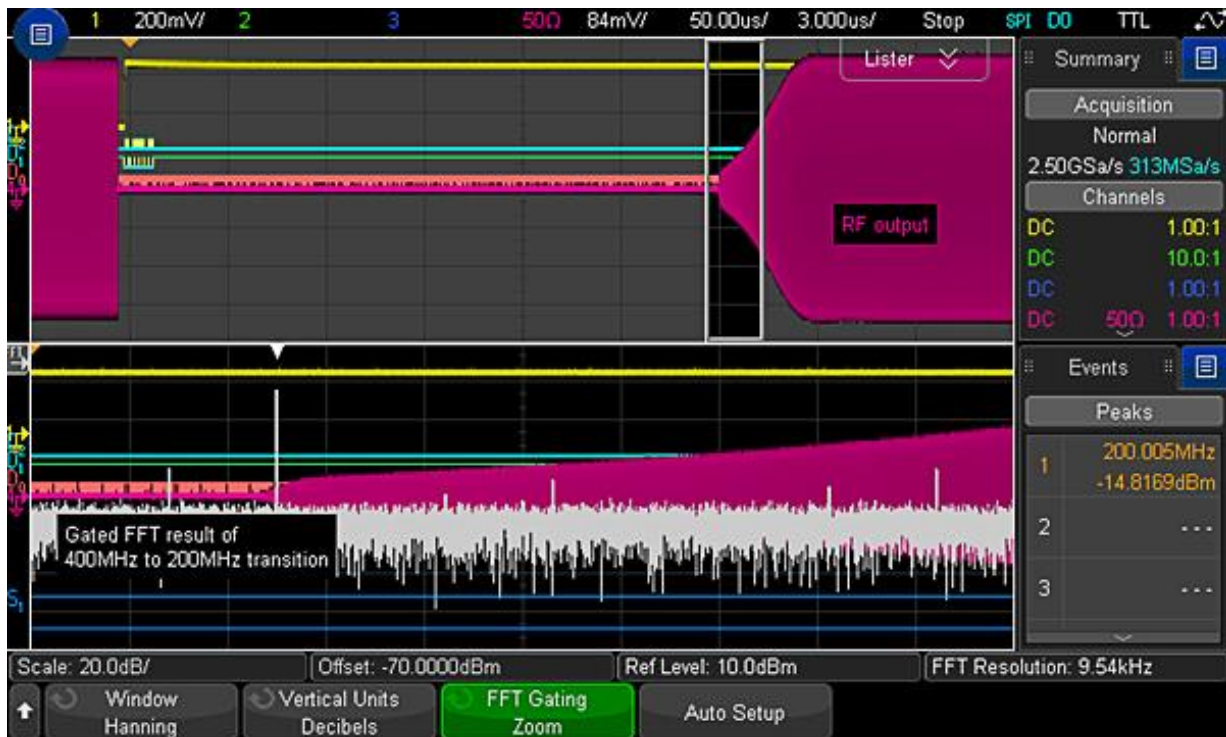 1 200mV/ 2 3 50Ω 84mV/ 50.00us/ 3.000us/ Stop SPI D0 TTL
Lister
RF output
Summary
Acquisition
Normal
2.50GSa/s 313MSa/s
Channels
DC 1.00:1
DC 10.0:1
DC 1.00:1
DC 50Ω 1.00:1
Gated FFT result of
400MHz to 200MHz transition
S1
Events
Peaks
1 200.005MHz
-14.8169dBm
2 ---
3 ---
Scale: 20.0dB/ Offset: -70.0000dBm Ref Level: 10.0dBm FFT Resolution: 9.54kHz
Window
Hanning
Vertical Units
Decibels
FFT Gating
Zoom
Auto Setup